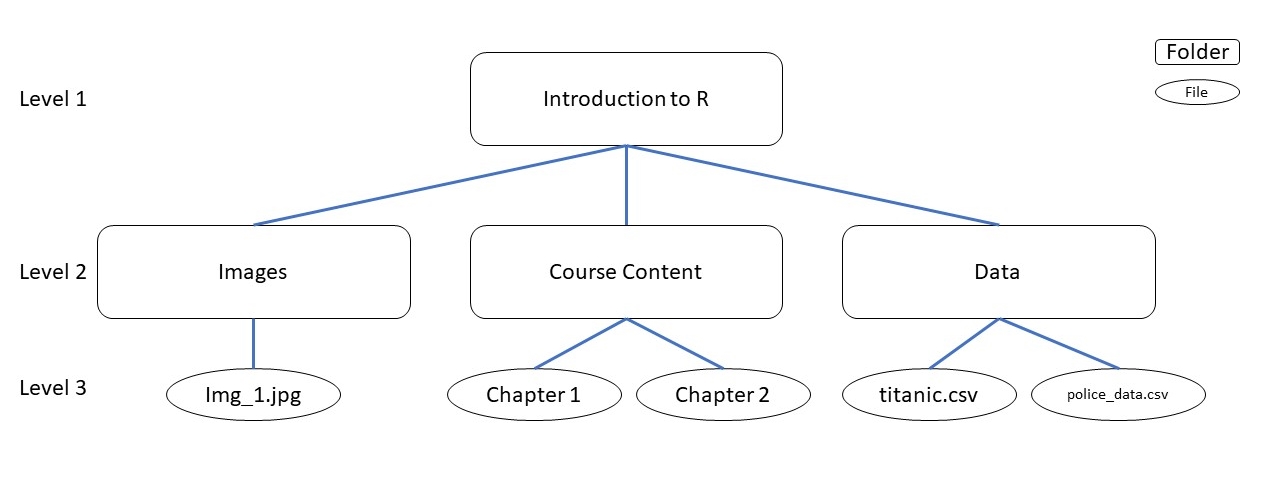 Folder
File
Level 1
Introduction to R
Level 2
Images
Course Content
Data
Level 3
Img_1.jpg
Chapter 1
Chapter 2
titanic.csv
police_data.csv